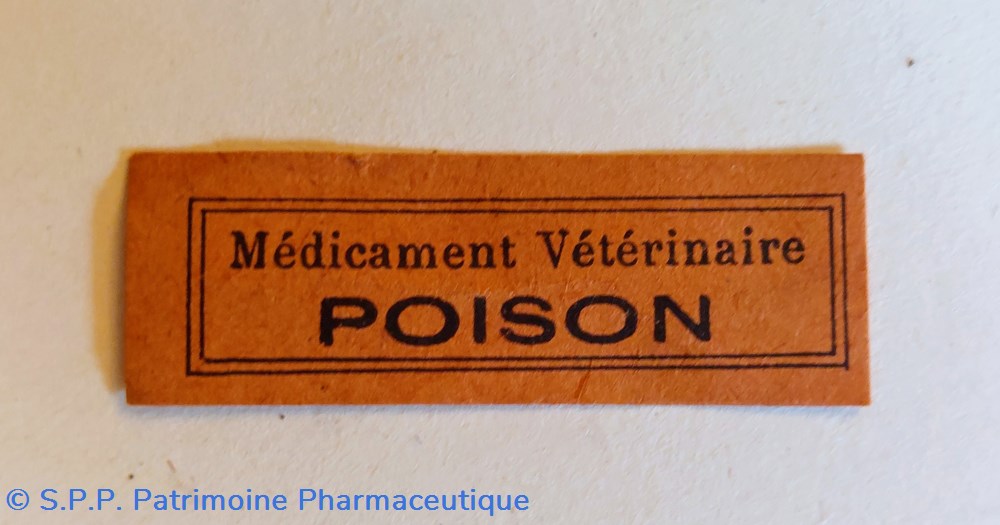 Médicament Vétérinaire
POISON
© S.P.P. Patrimoine Pharmaceutique